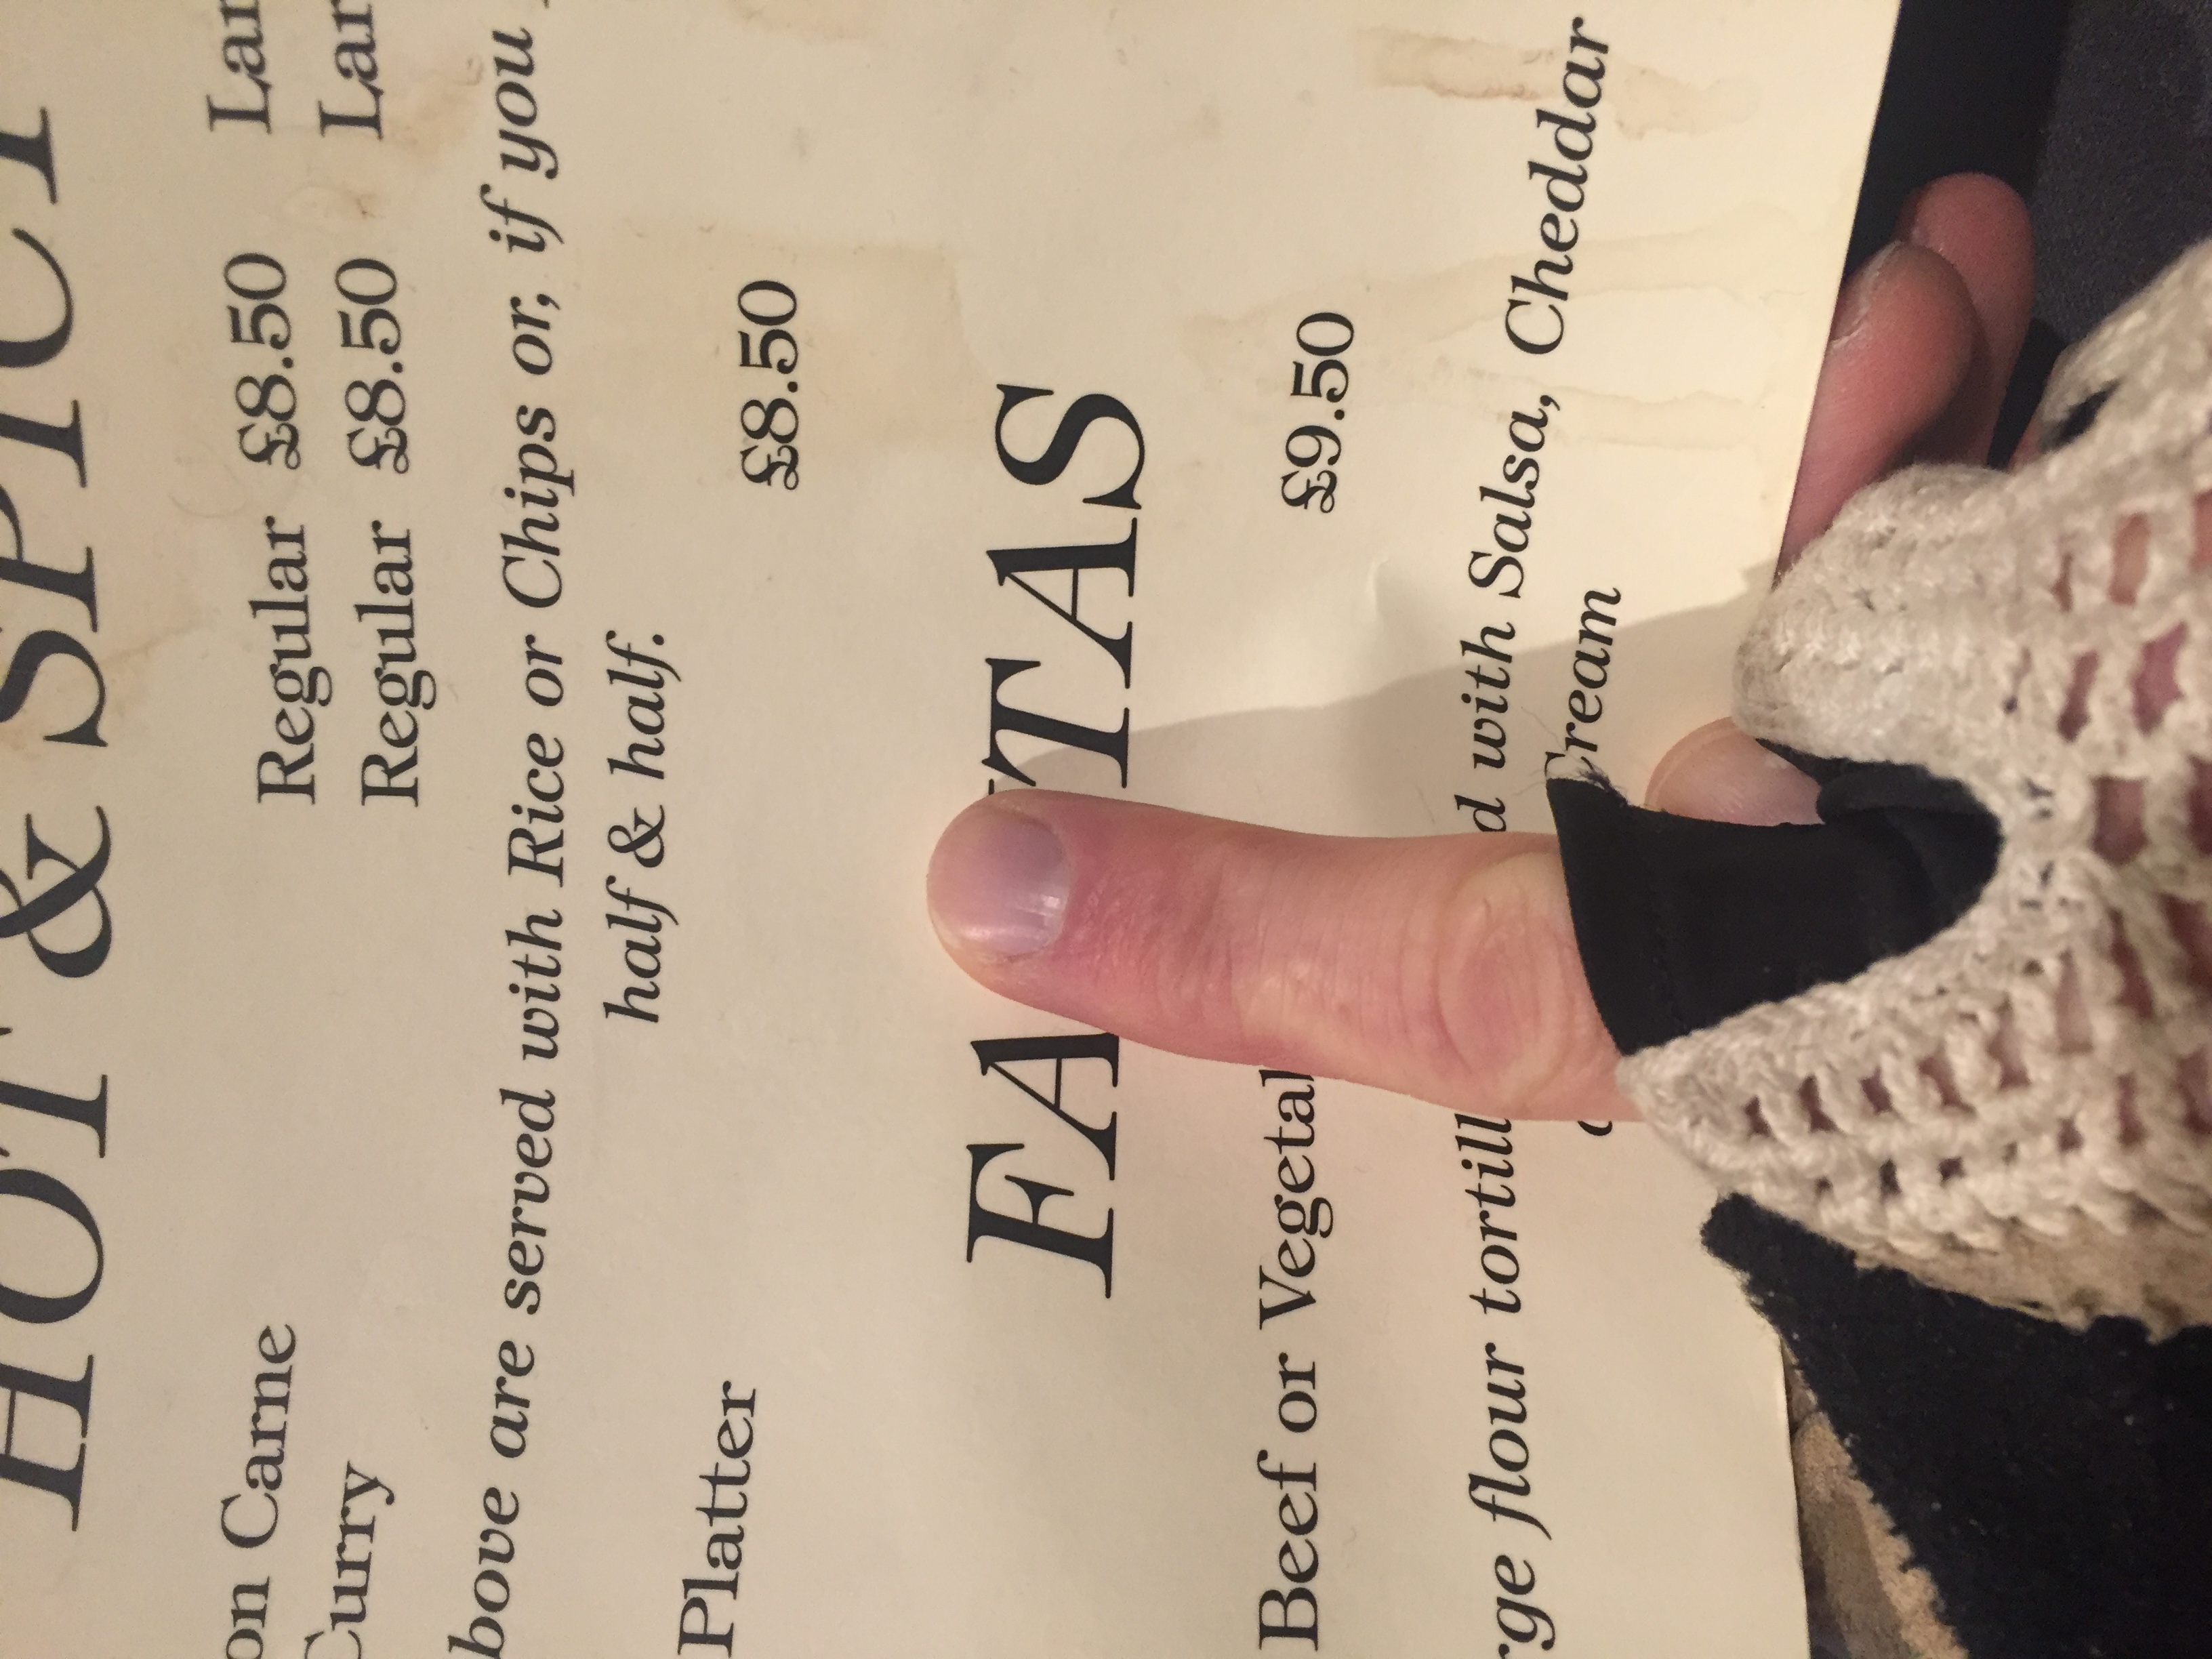 HOT & SPICY
on Carne Regular £8.50 Lar
Curry Regular £8.50 Lar
bove are served with Rice or Chips or, if you
half & half.
Platter £8.50
FA TAS
Beef or Vegetal £9.50
rge flour tortill d with Salsa, Cheddar
Cream